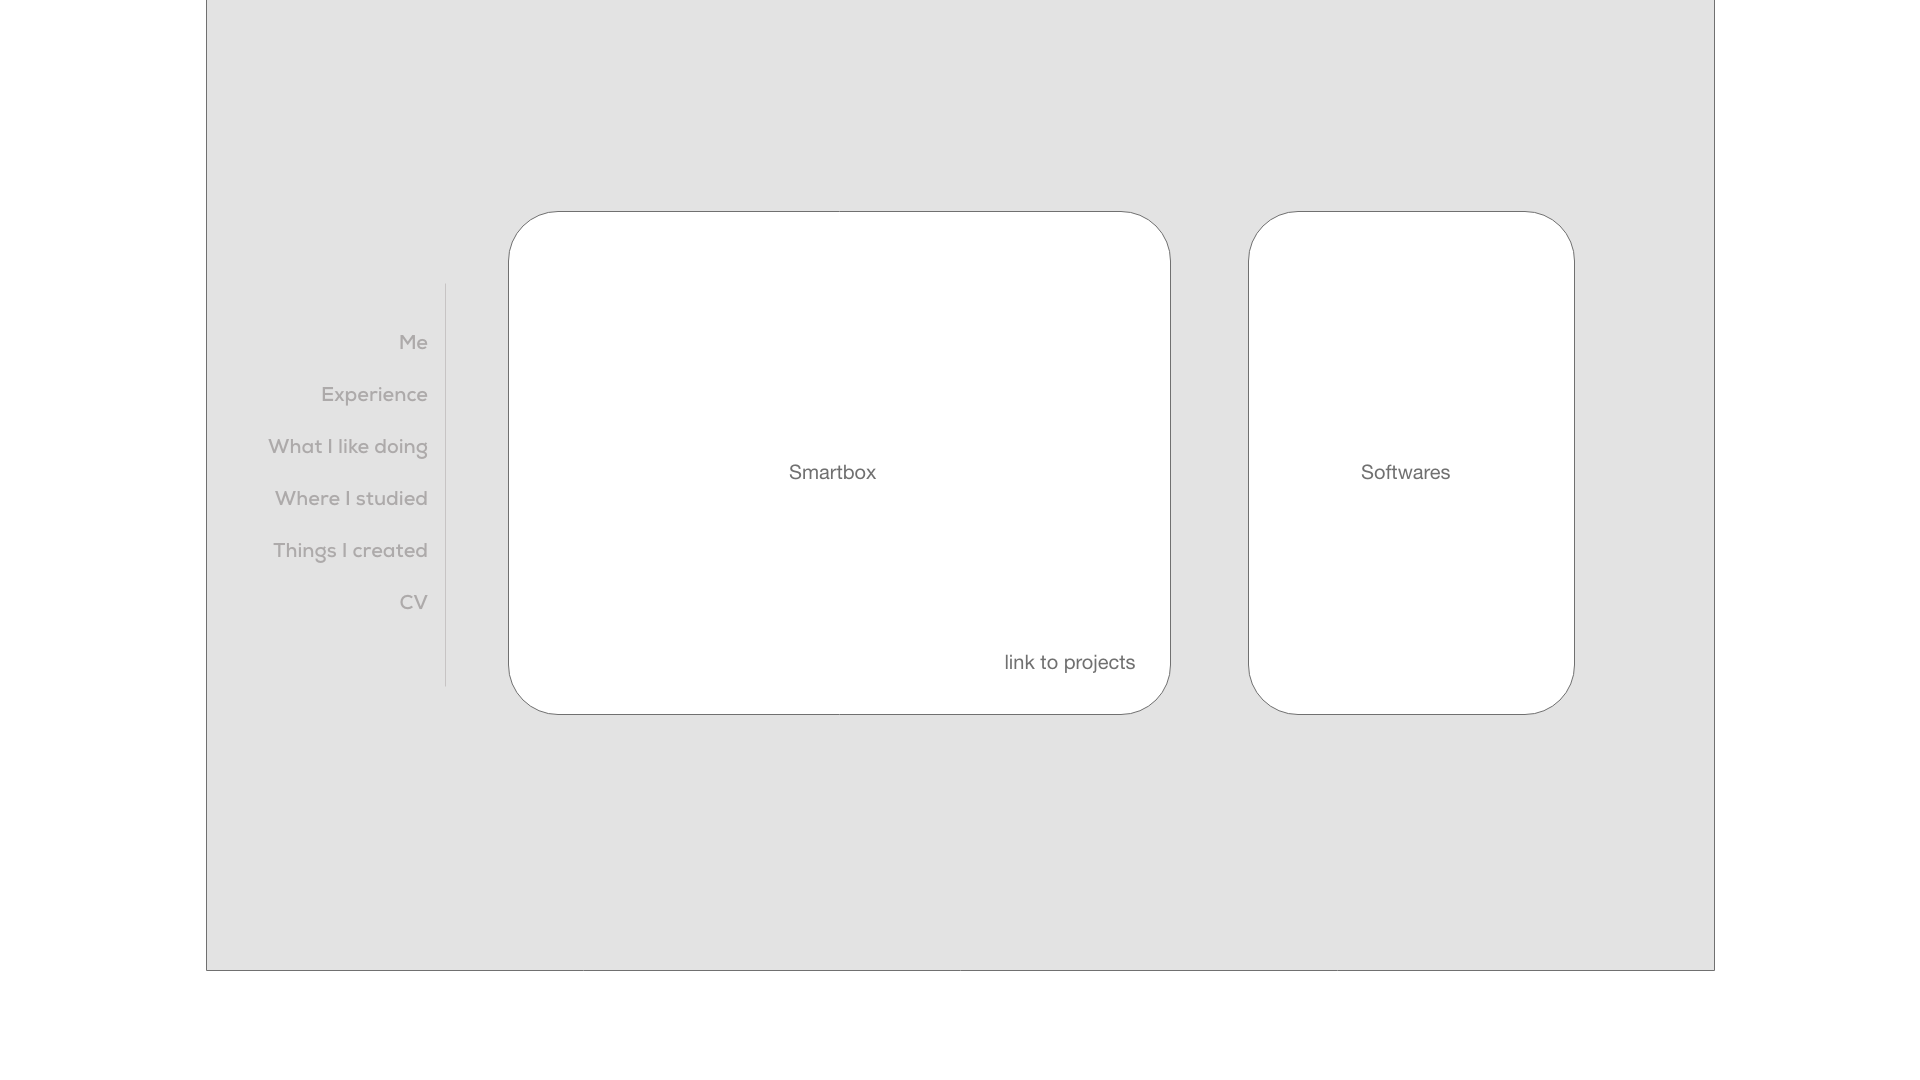 Me
Experience
What I like doing
Where I studied
Things I created
CV
Smartbox
link to projects
Softwares